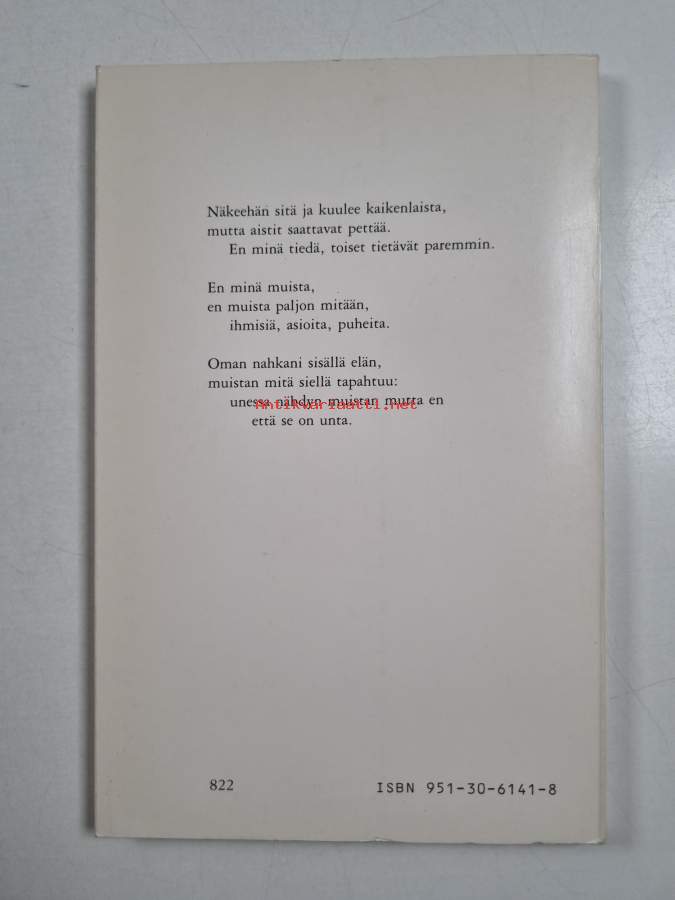 Näkeehän sitä ja kuulee kaikenlaista,
mutta aistit saattavat pettää.
En minä tiedä, toiset tietävät paremmin.
En minä muista,
en muista paljon mitään,
ihmisiä, asioita, puheita.
Oman nahkani sisällä elän,
muistan mitä siellä tapahtuu:
unessa nähdyn muistan mutta en
Antikvariaatti.net
että se on unta.
822
ISBN 951-30-6141-8